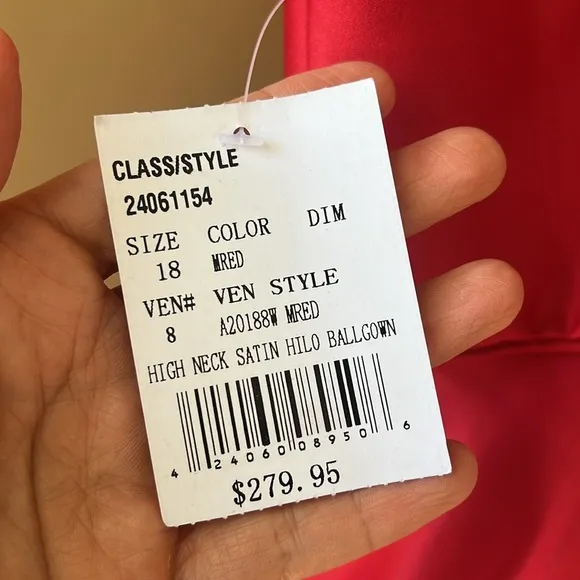 CLASS/STYLE
24061154
SIZE COLOR DIM
18 MRED
VEN# VEN STYLE
8 A20188W MRED
HIGH NECK SATIN HILO BALLGOWN
4 24060 08950 6
$279.95